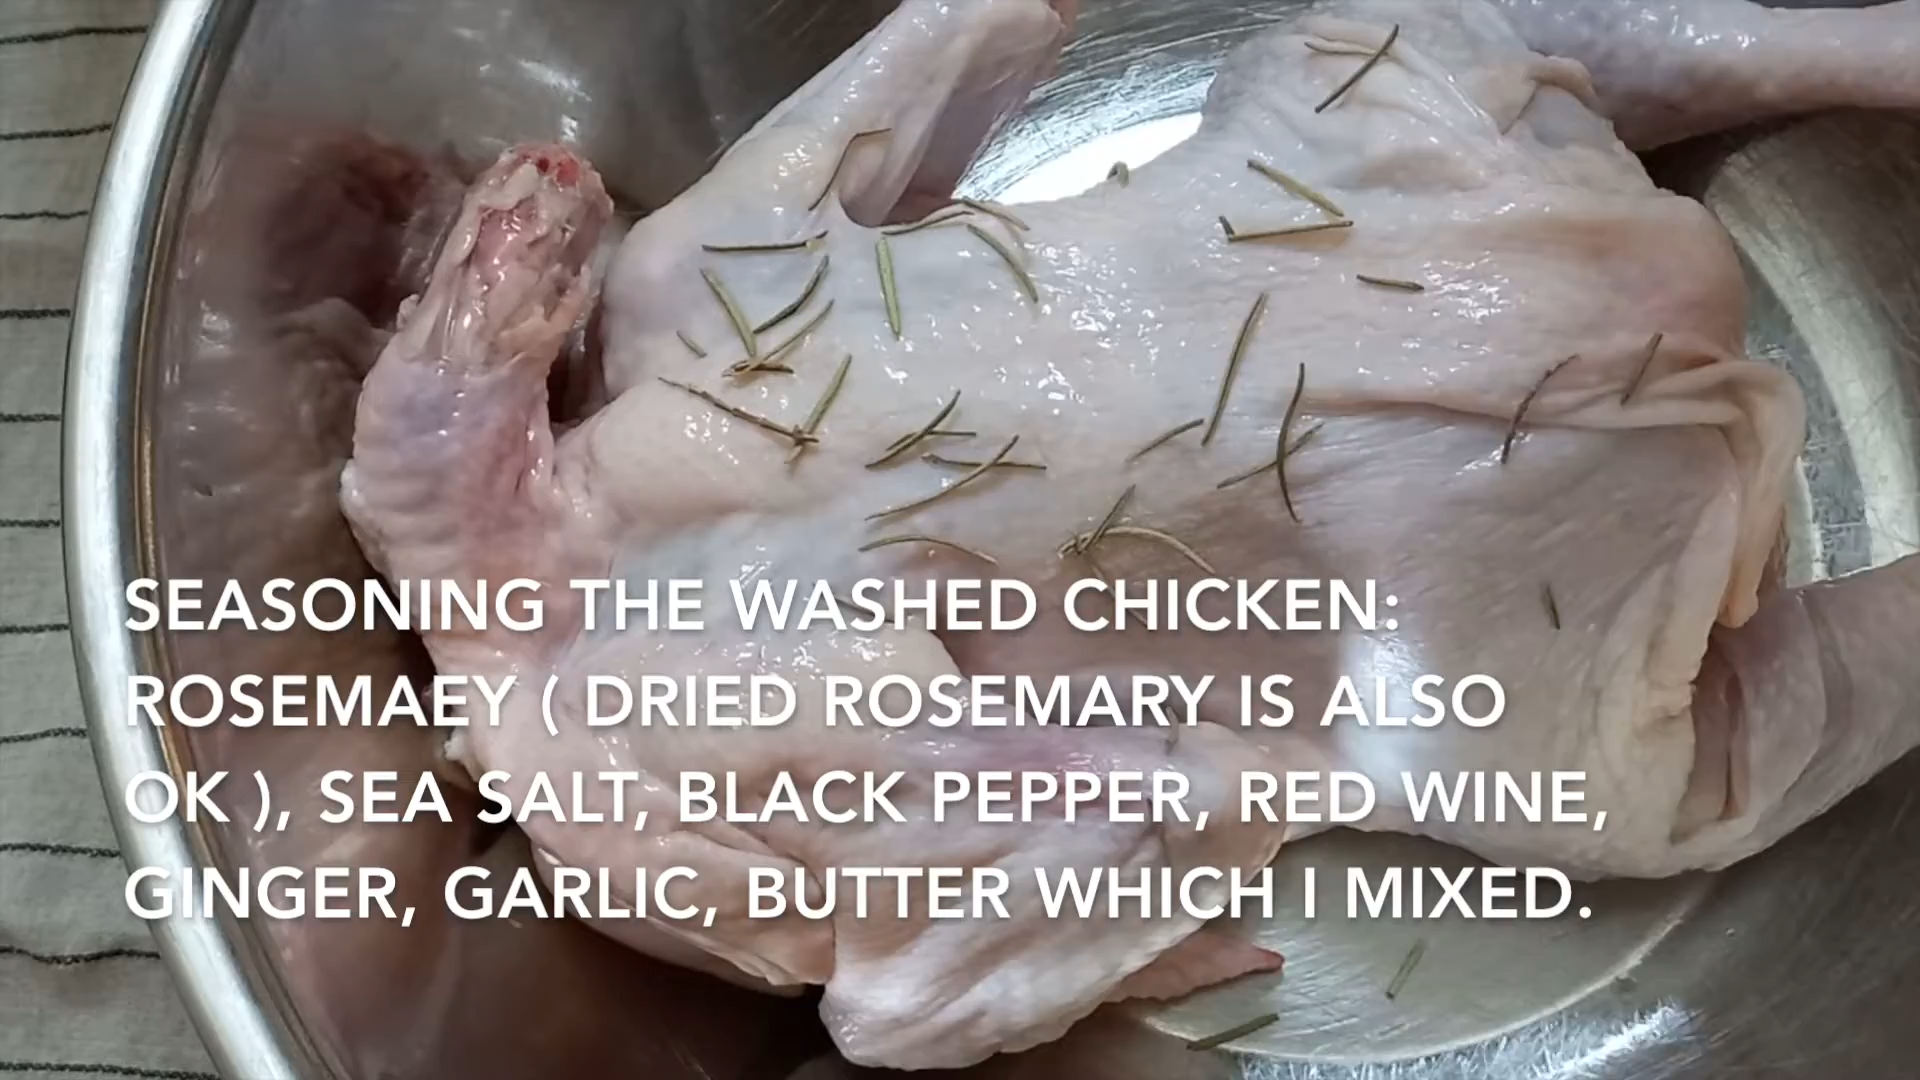 SEASONING THE WASHED CHICKEN:
ROSEMAEY ( DRIED ROSEMARY IS ALSO
OK ), SEA SALT, BLACK PEPPER, RED WINE,
GINGER, GARLIC, BUTTER WHICH I MIXED.